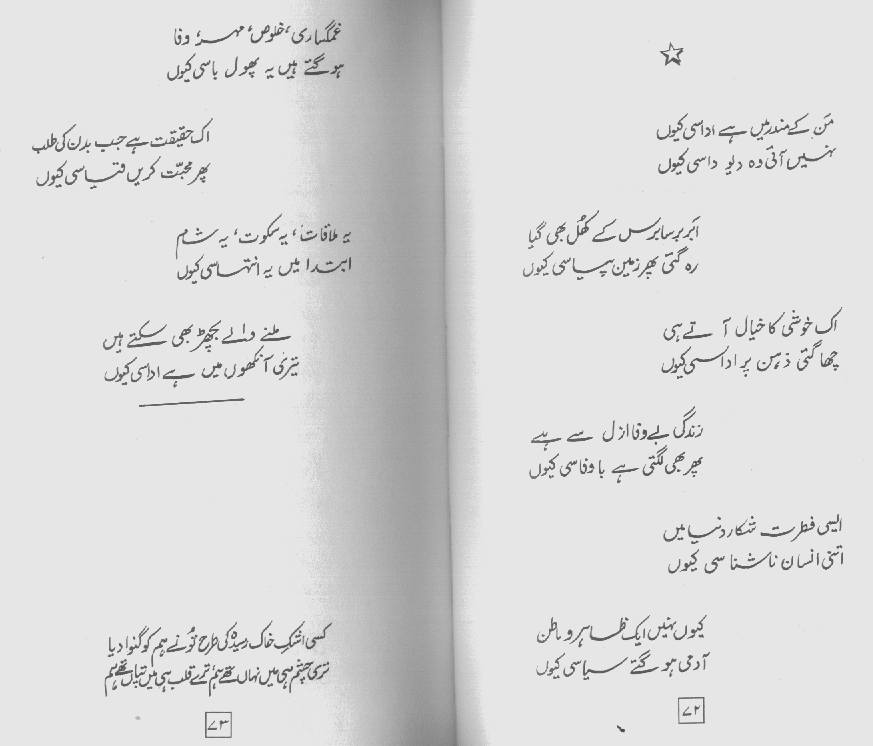 من کے مندر میں ہے اداسی کیوں
نہیں آئی وہ دیو داسی کیوں
ابر برسا برس کے کھل بھی گیا
رہ گئی پھر زمین پیاسی کیوں
اک خوشی کا خیال آتے ہی
چھا گئی ذہن پر اداسی کیوں
زندگی بے وفا ازل سے ہے
پھر بھی لگتی ہے با وفا سی کیوں
ایسی فطرت شکار دنیا میں
اتنی انسان ناشناسی کیوں
کیوں نہیں ایک ظاہر و باطن
آدمی ہو گئے سیاسی کیوں
۷۲
غمگساری، خلوص، مہر، وفا
ہو گئے ہیں یہ پھول باسی کیوں
اک حقیقت ہے جب بدن کی طلب
پھر محبّت کریں قیاسی کیوں
یہ ملاقات، یہ سکوت، یہ شام
ابتدا میں یہ انتہا سی کیوں
ملنے والے بچھڑ بھی سکتے ہیں
تیری آنکھوں میں ہے اداسی کیوں
کسی اشکِ خاک رسیدہ کی طرح تُو نے ہم کو گنوا دیا
تری چشم ہی میں نہاں تھے ہم، ترے قلب ہی میں تپاں تھے ہم
۷۳